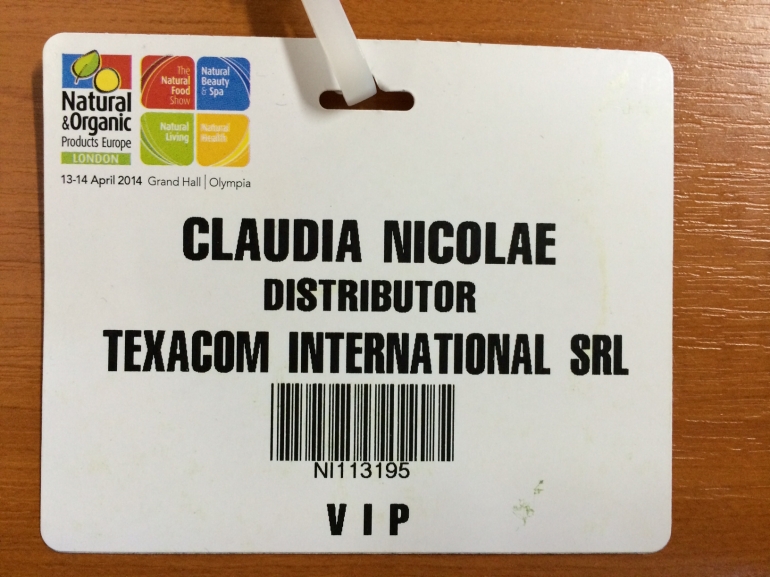 Natural
&Organic
Products Europe
LONDON
The
Natural
Food
Show
Natural
Beauty
& Spa
Natural
Living
Natural
Health
13-14 April 2014 Grand Hall | Olympia
CLAUDIA NICOLAE
DISTRIBUTOR
TEXACOM INTERNATIONAL SRL
NI113195
VIP